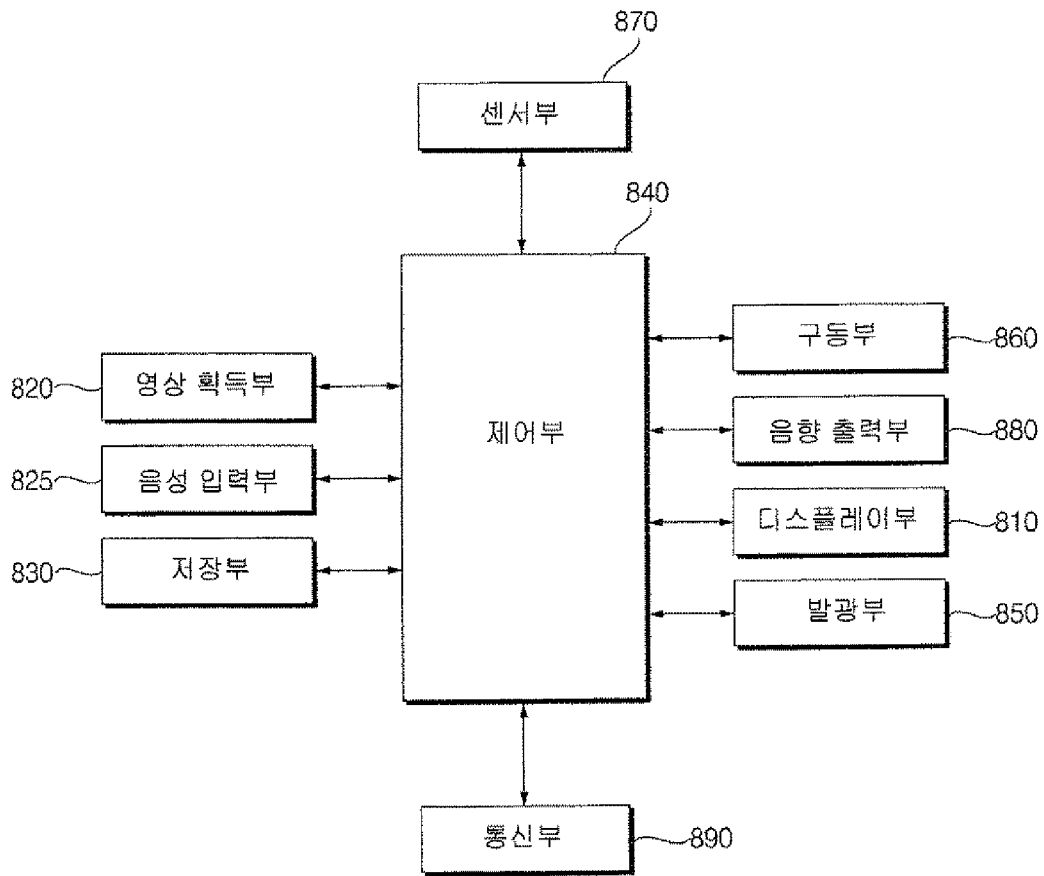 870
센서부
840
제어부
820
영상 획득부
825
음성 입력부
830
저장부
구동부
860
음향 출력부
880
디스플레이부
810
발광부
850
통신부
890